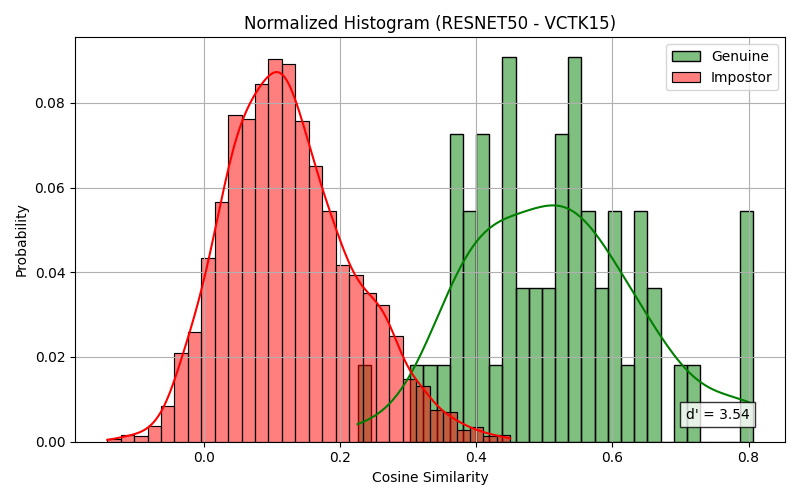 Normalized Histogram (RESNET50 - VCTK15)
Genuine
Impostor
Probability
0.08
0.06
0.04
0.02
0.00
d' = 3.54
0.0 0.2 0.4 0.6 0.8
Cosine Similarity